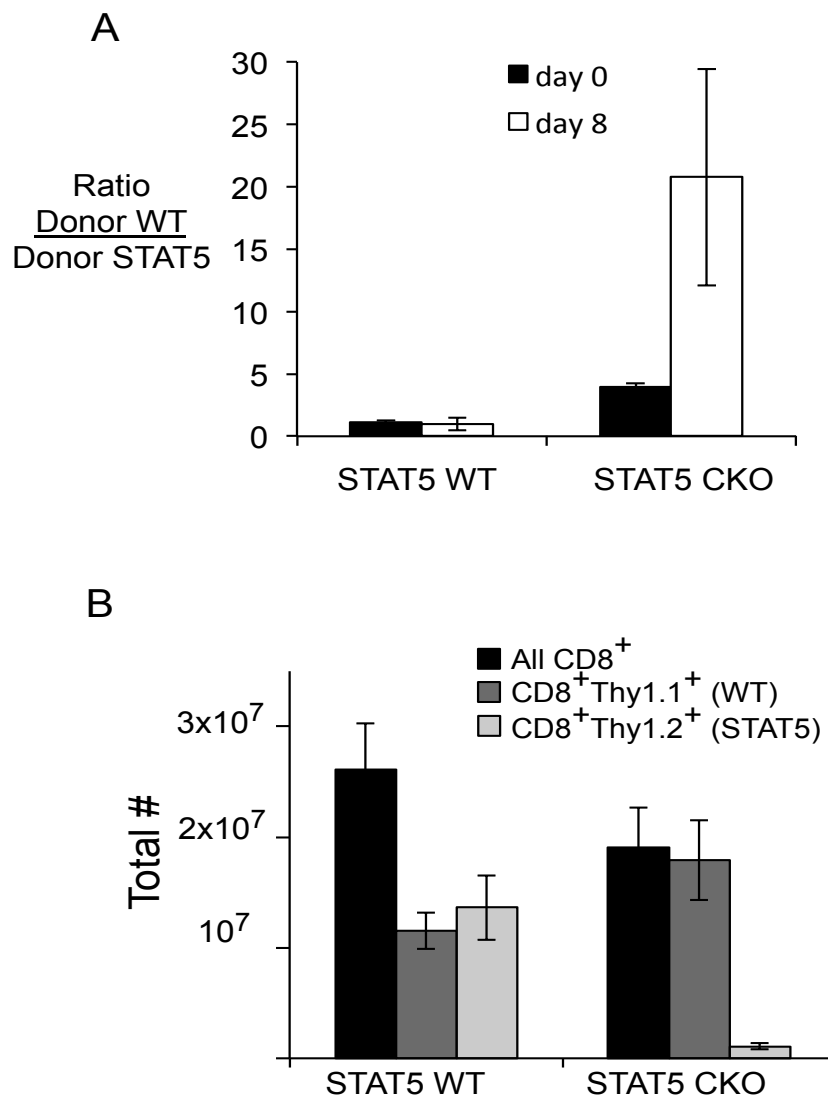 A
30
25
20
15
10
5
0
day 0
day 8
Ratio
Donor WT
Donor STAT5
STAT5 WT
STAT5 CKO
B
All CD8⁺
CD8⁺Thy1.1⁺ (WT)
CD8⁺Thy1.2⁺ (STAT5)
3x10⁷
2x10⁷
10⁷
Total #
STAT5 WT
STAT5 CKO